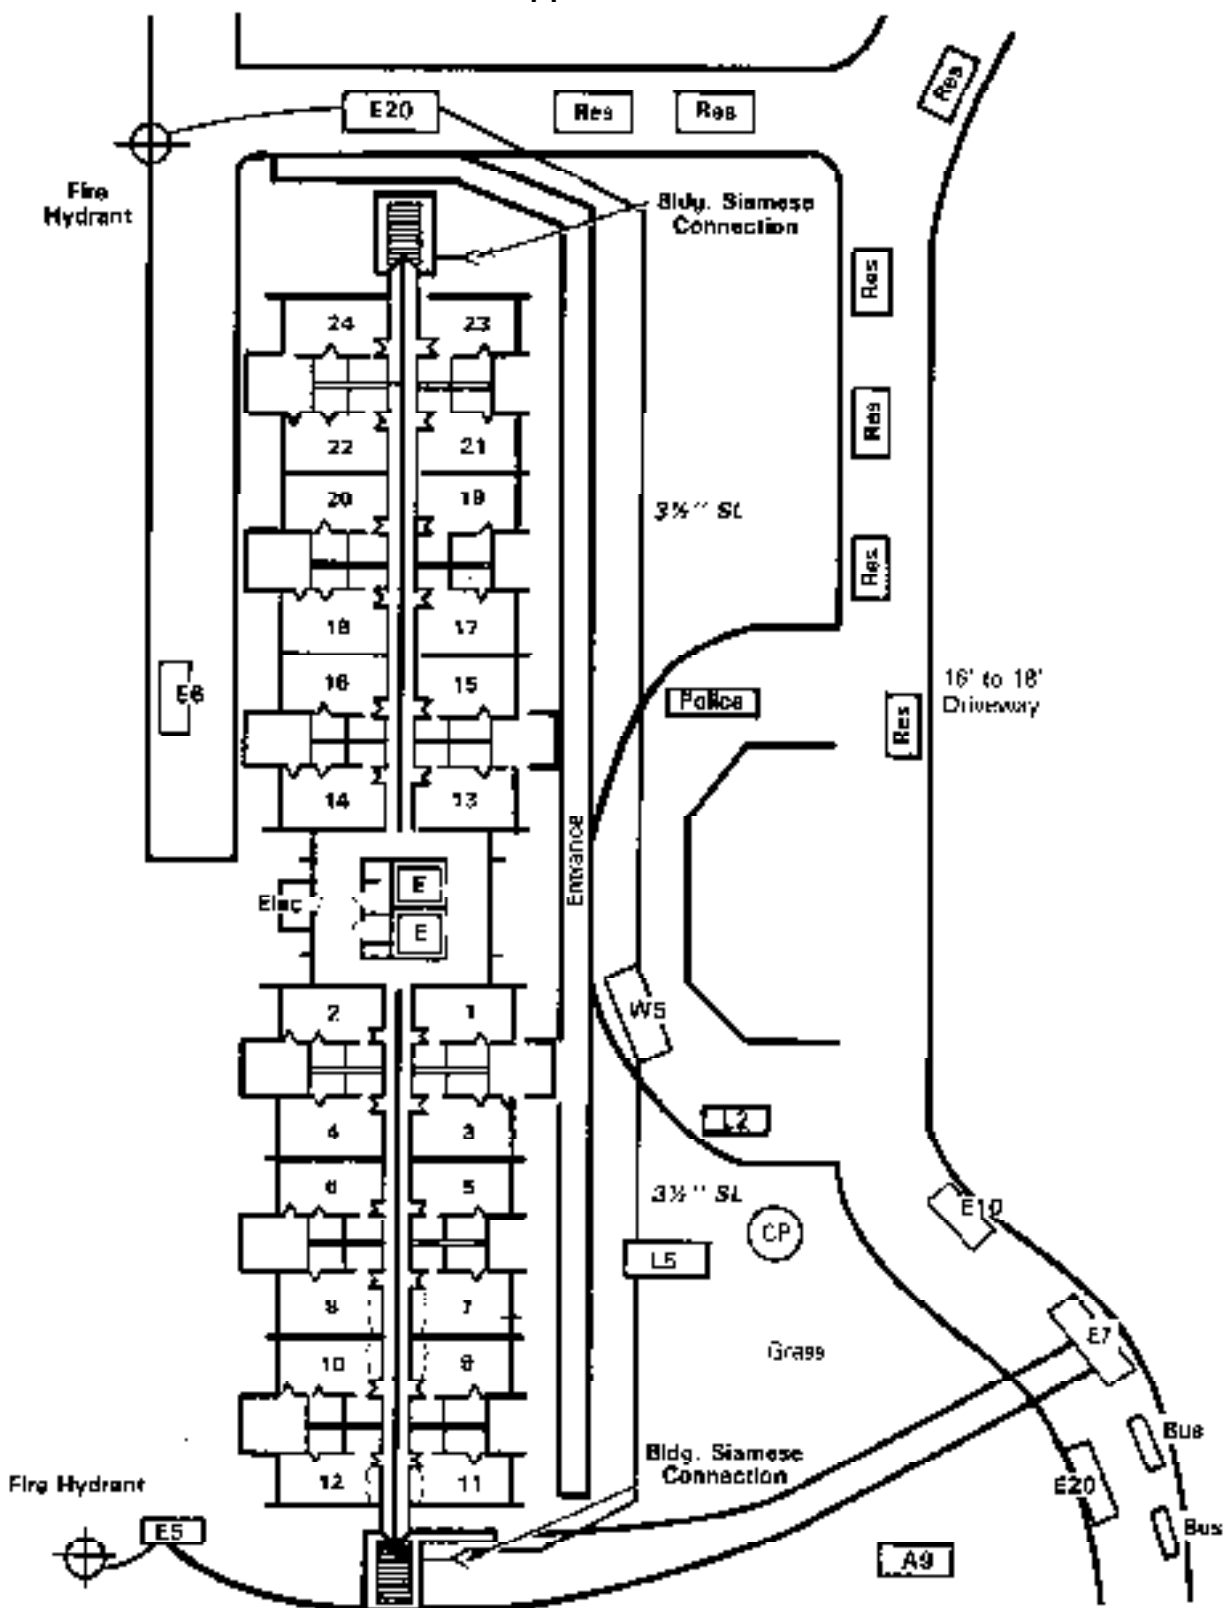 E20
Res
Res
Res
Fire
Hydrant
Bldg. Siamese
Connection
Res
24
23
Res
22
21
20
19
3½" SL
Res
18
17
16
15
E6
Police
Res
16' to 18'
Driveway
14
13
Entrance
E
Elec
E
2
1
W5
4
3
L2
6
5
3½" SL
E10
CP
L5
8
7
E7
10
9
Grass
Bus
Bldg. Siamese
Connection
12
11
Fire Hydrant
E20
E5
Bus
A9